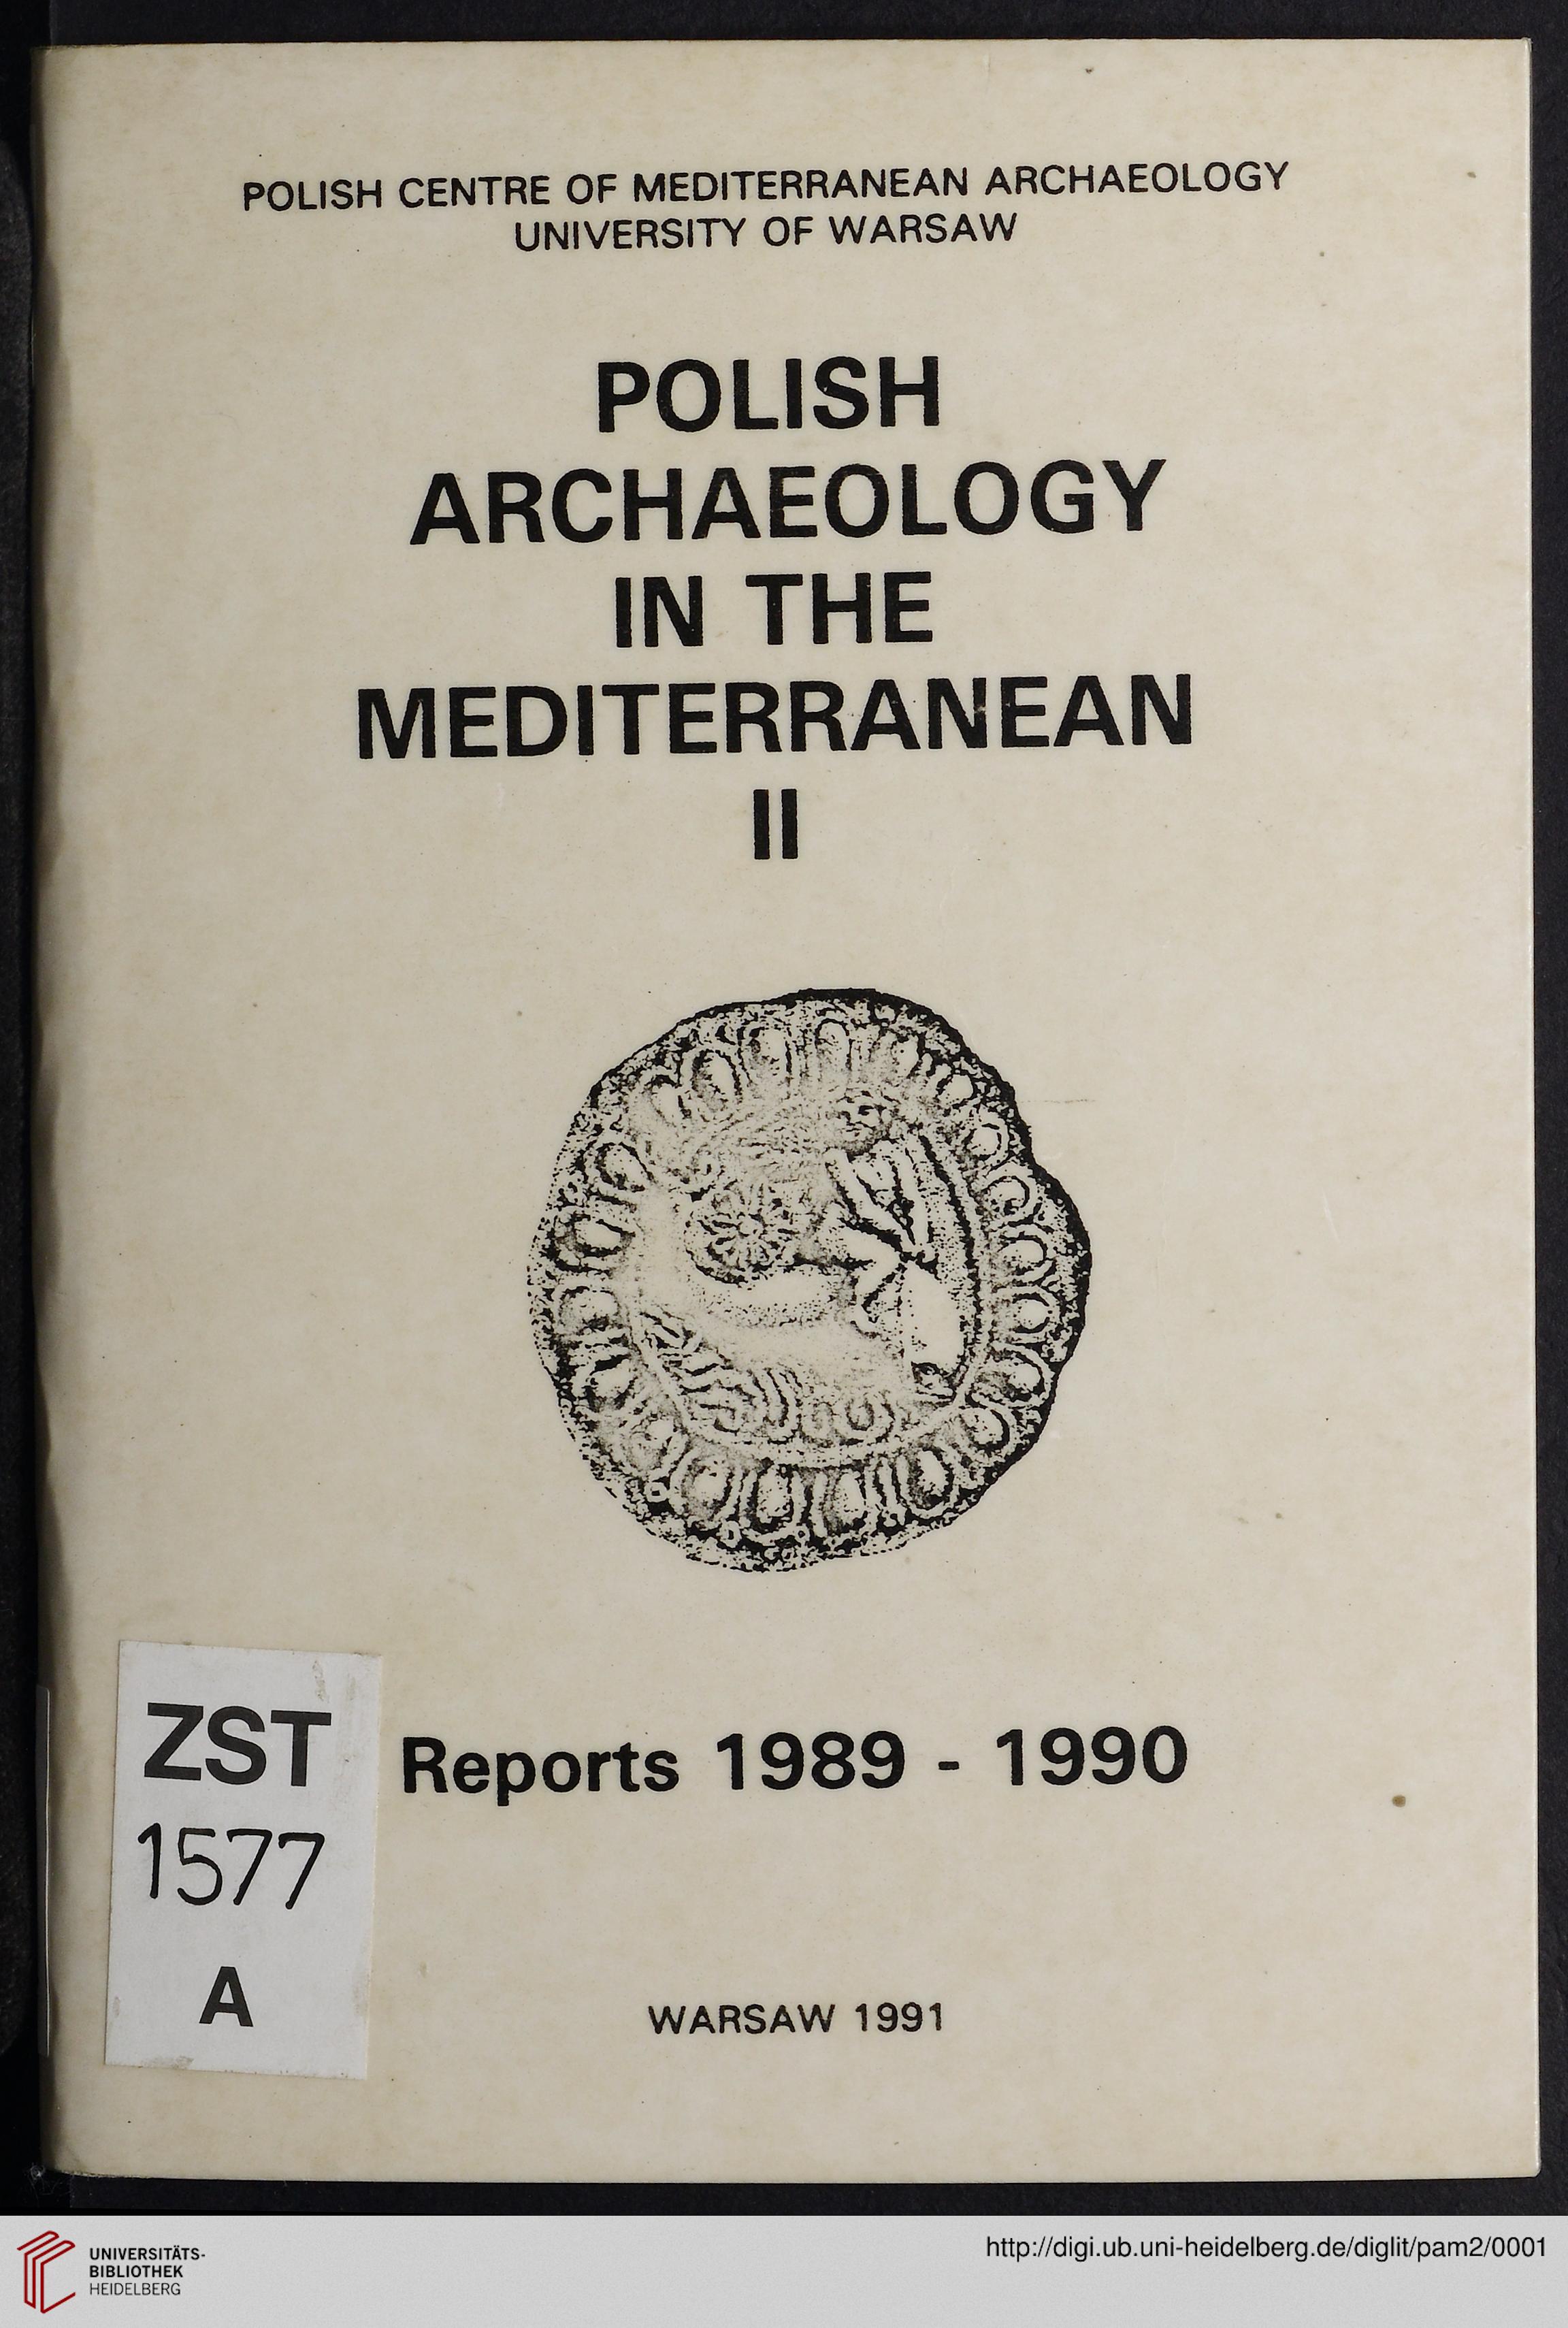 POLISH CENTRE OF MEDITERRANEAN ARCHAEOLOGY
UNIVERSITY OF WARSAW
POLISH
ARCHAEOLOGY
IN THE
MEDITERRANEAN
II
ZST
1577
A
Reports 1989 - 1990
WARSAW 1991
UNIVERSITÄTS-
BIBLIOTHEK
HEIDELBERG
http://digi.ub.uni-heidelberg.de/diglit/pam2/0001